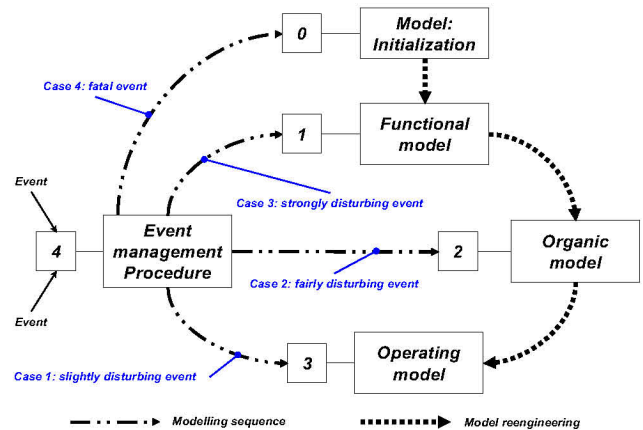 0
Model:
Initialization
Case 4: fatal event
1
Functional
model
Event
Case 3: strongly disturbing event
4
Event
management
Procedure
2
Organic
model
Case 2: fairly disturbing event
Event
3
Operating
model
Case 1: slightly disturbing event
Modelling sequence
Model reengineering